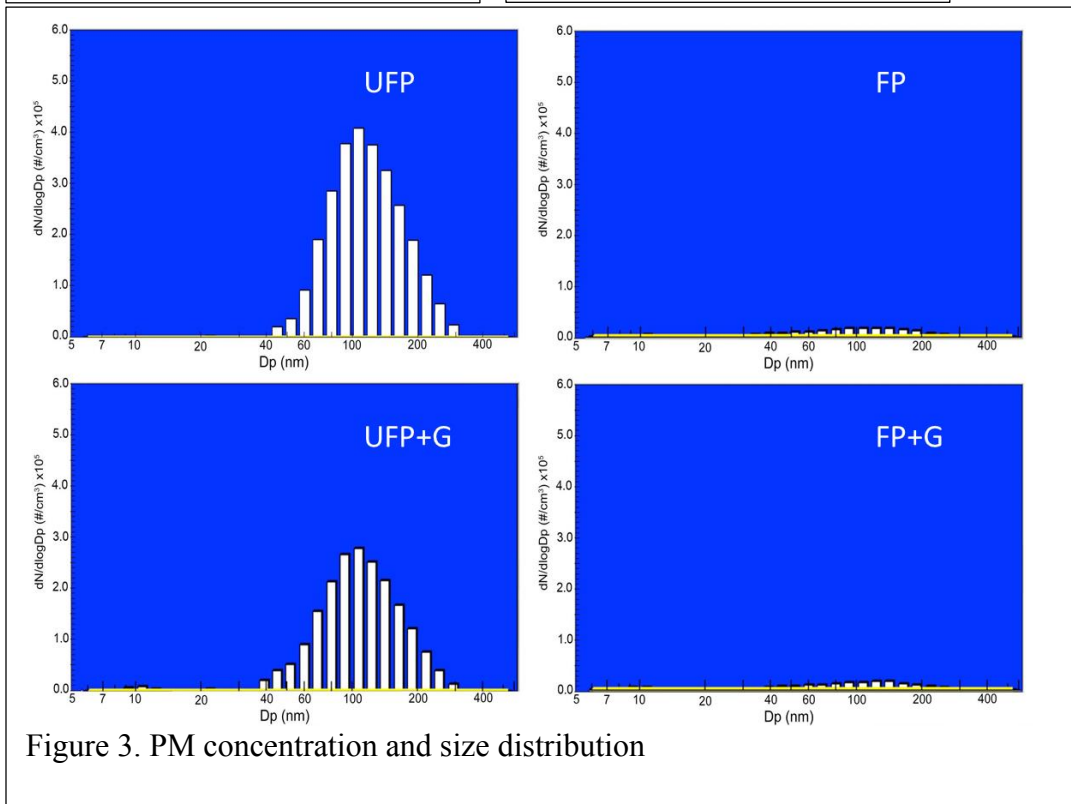 6.0
5.0
4.0
3.0
2.0
1.0
0.0
dN/dlogDp (#/cm³) x10⁵
UFP
5 7 10 20 40 60 100 200 400
Dp (nm)
6.0
5.0
4.0
3.0
2.0
1.0
0.0
dN/dlogDp (#/cm³) x10⁵
FP
5 7 10 20 40 60 100 200 400
Dp (nm)
6.0
5.0
4.0
3.0
2.0
1.0
0.0
dN/dlogDp (#/cm³) x10⁵
UFP+G
5 7 10 20 40 60 100 200 400
Dp (nm)
6.0
5.0
4.0
3.0
2.0
1.0
0.0
dN/dlogDp (#/cm³) x10⁵
FP+G
5 7 10 20 40 60 100 200 400
Dp (nm)
Figure 3. PM concentration and size distribution